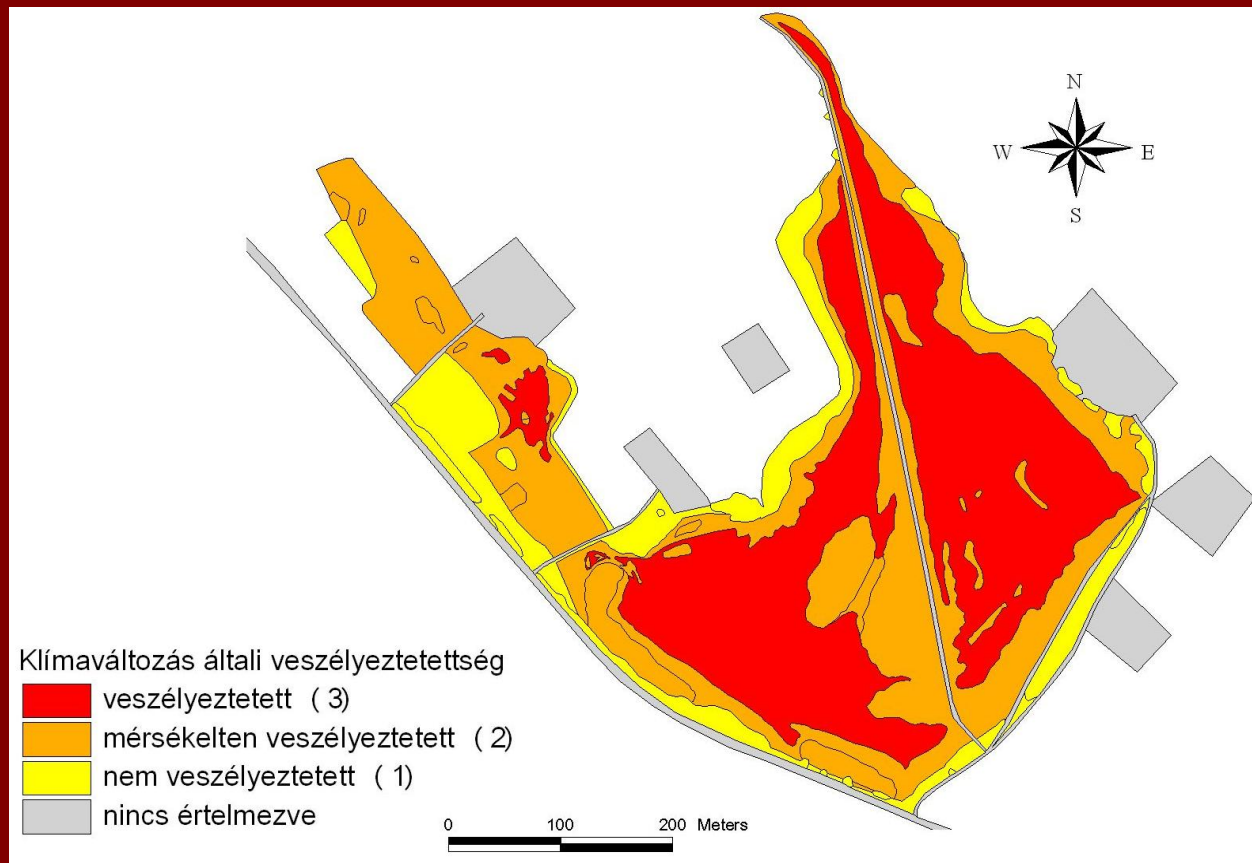 N
W E
S
Klímaváltozás általi veszélyeztetettség
veszélyeztetett ( 3)
mérsékelten veszélyeztetett ( 2)
nem veszélyeztetett ( 1)
nincs értelmezve
0 100 200 Meters